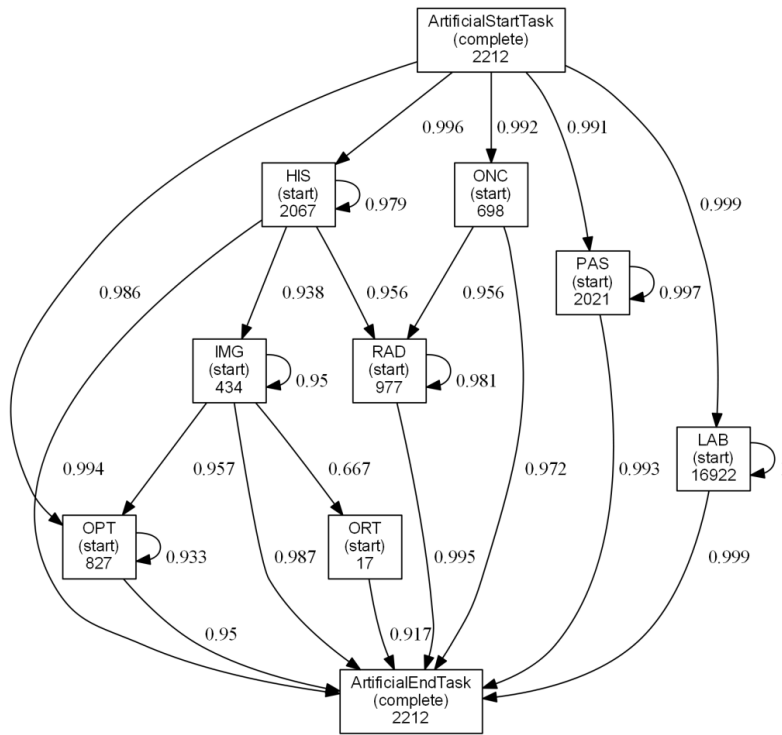 ArtificialStartTask
(complete)
2212
0.996
0.992
0.991
HIS
(start)
2067
0.979
ONC
(start)
698
0.999
PAS
(start)
2021
0.997
0.986
0.938
0.956
0.956
IMG
(start)
434
0.95
RAD
(start)
977
0.981
LAB
(start)
16922
0.994
0.957
0.667
0.972
0.993
OPT
(start)
827
0.933
ORT
(start)
17
0.987
0.995
0.999
0.95
0.917
ArtificialEndTask
(complete)
2212